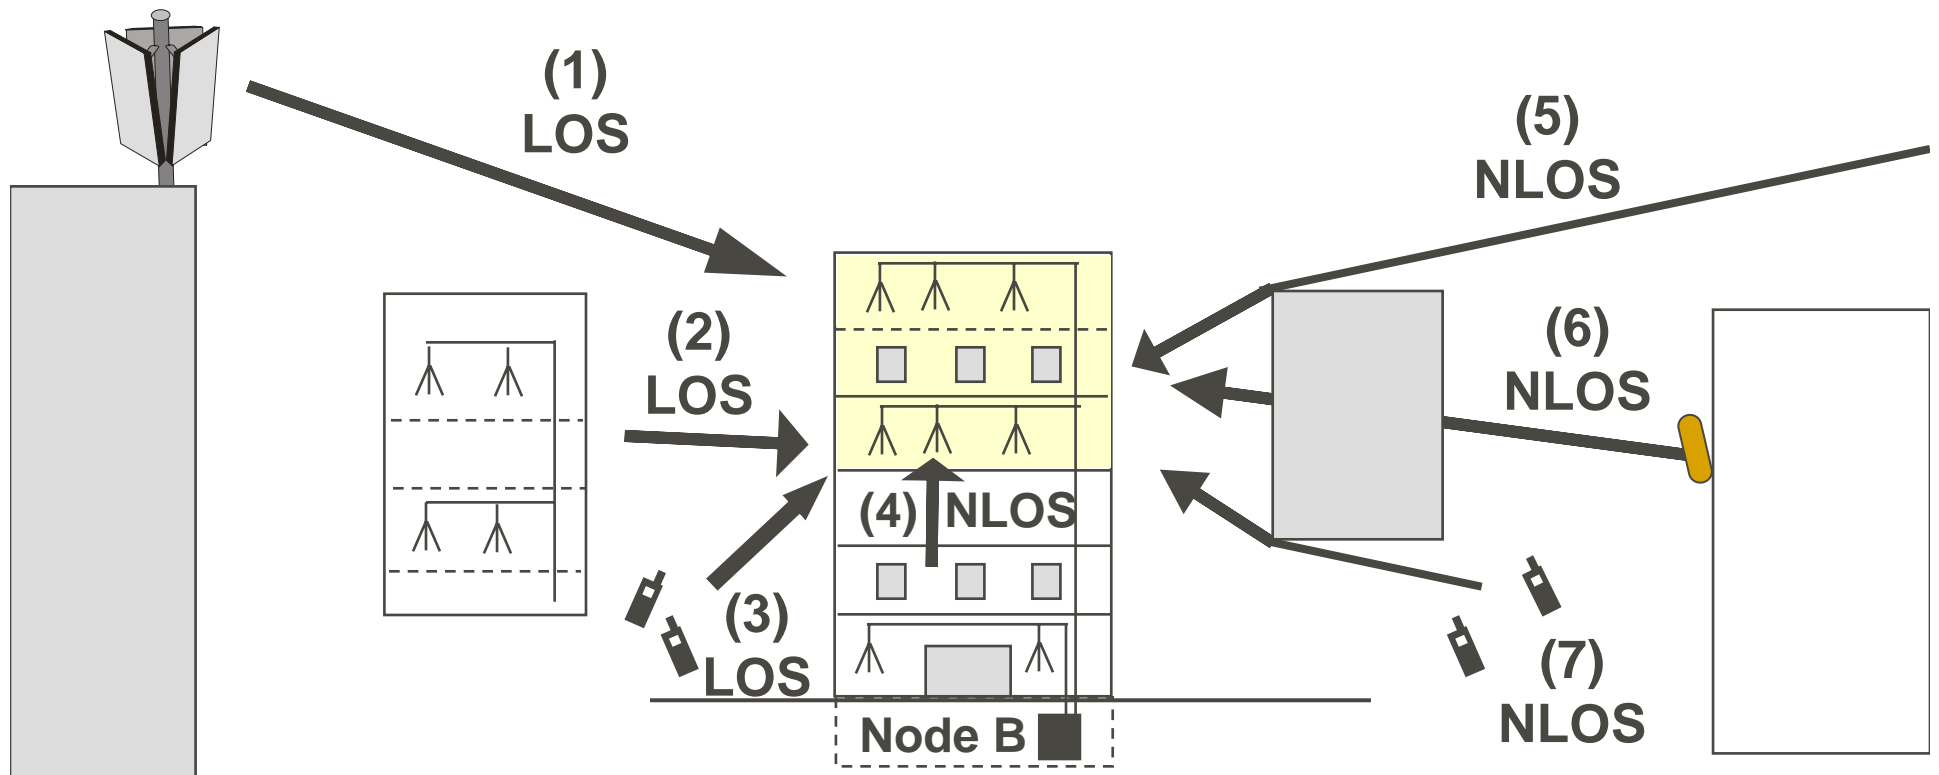 (1)
LOS
(5)
NLOS
(2)
LOS
(6)
NLOS
(4) NLOS
(3)
LOS
(7)
NLOS
Node B